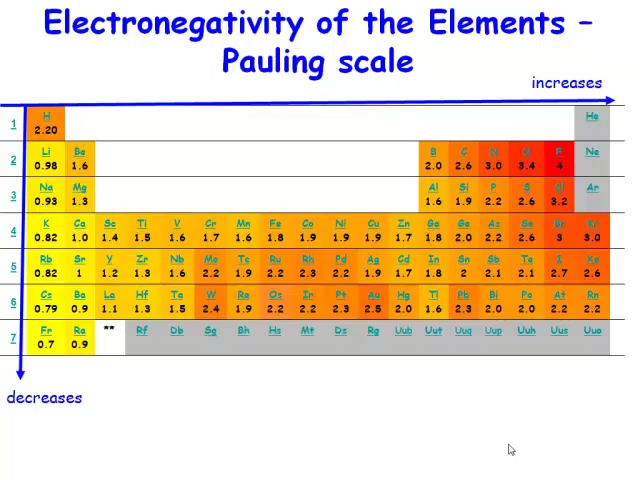 Electronegativity of the Elements –
Pauling scale
increases
1 H He
2.20
2 Li Be B C N O F Ne
0.98 1.6 2.0 2.6 3.0 3.4 4
3 Na Mg Al Si P S Cl Ar
0.93 1.3 1.6 1.9 2.2 2.6 3.2
4 K Ca Sc Ti V Cr Mn Fe Co Ni Cu Zn Ga Ge As Se Br Kr
0.82 1.0 1.4 1.5 1.6 1.7 1.6 1.8 1.9 1.9 1.9 1.7 1.8 2.0 2.2 2.6 3 3.0
5 Rb Sr Y Zr Nb Mo Tc Ru Rh Pd Ag Cd In Sn Sb Te I Xe
0.82 1 1.2 1.3 1.6 2.2 1.9 2.2 2.3 2.2 1.9 1.7 1.8 2 2.1 2.1 2.7 2.6
6 Cs Ba La Hf Ta W Re Os Ir Pt Au Hg Tl Pb Bi Po At Rn
0.79 0.9 1.1 1.3 1.5 2.4 1.9 2.2 2.2 2.3 2.5 2.0 1.6 2.3 2.0 2.0 2.2 2.2
7 Fr Ra ** Rf Db Sg Bh Hs Mt Ds Rg Uub Uut Uuq Uup Uuh Uus Uuo
0.7 0.9
decreases